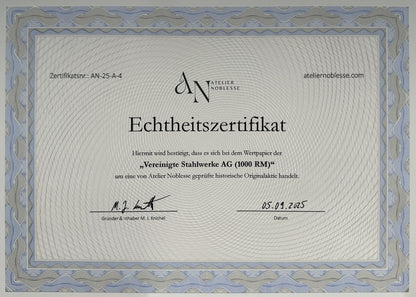 Zertifikatsnr.: AN-25-A-4
ateliernoblesse.com
AN
ATELIER
NOBLESSE
Echtheitszertifikat
Hiermit wird bestätigt, dass es sich bei dem Wertpapier der
„Vereinigte Stahlwerke AG (1000 RM)“
um eine von Atelier Noblesse geprüfte historische Originalaktie handelt.
05.09.2025
Gründer & Inhaber M. J. Knichel
Datum